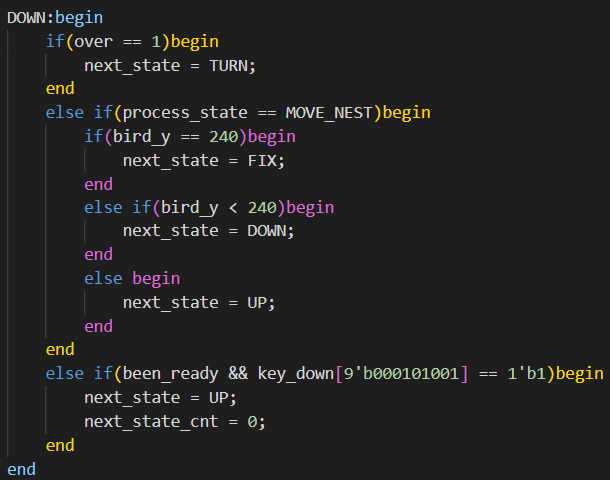 DOWN:begin
    if(over == 1)begin
        next_state = TURN;
    end
    else if(process_state == MOVE_NEST)begin
        if(bird_y == 240)begin
            next_state = FIX;
        end
        else if(bird_y < 240)begin
            next_state = DOWN;
        end
        else begin
            next_state = UP;
        end
    end
    else if(been_ready && key_down[9'b000101001] == 1'b1)begin
        next_state = UP;
        next_state_cnt = 0;
    end
end